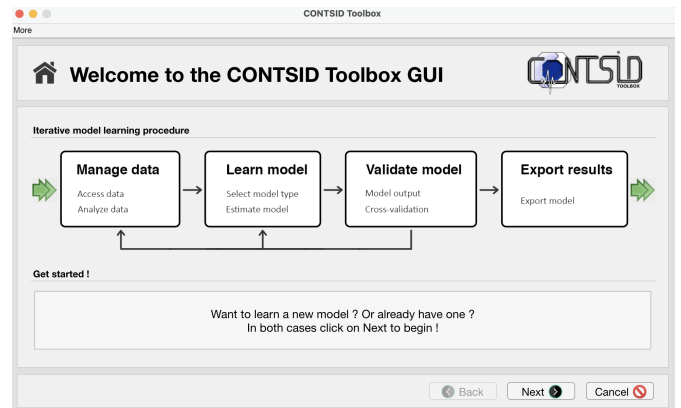 CONTSID Toolbox
More
Welcome to the CONTSID Toolbox GUI
CONTSID
TOOLBOX
Iterative model learning procedure
Manage data
Access data
Analyze data
Learn model
Select model type
Estimate model
Validate model
Model output
Cross-validation
Export results
Export model
Get started !
Want to learn a new model ? Or already have one ?
In both cases click on Next to begin !
Back
Next
Cancel